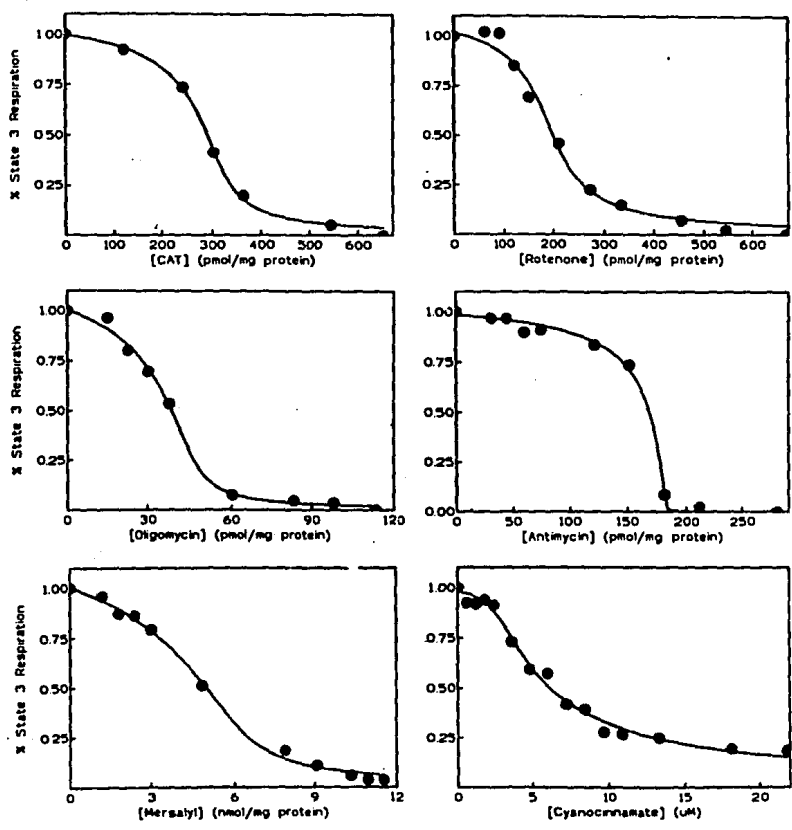 % State 3 Respiration
1.00
0.75
0.50
0.25
0 100 200 300 400 500 600
[CAT] (pmol/mg protein)
1.00
0.75
0.50
0.25
0 100 200 300 400 500 600
[Rotenone] (pmol/mg protein)
% State 3 Respiration
1.00
0.75
0.50
0.25
0 30 60 90 120
[Oligomycin] (pmol/mg protein)
1.00
0.75
0.50
0.25
0.00
0 50 100 150 200 250
[Antimycin] (pmol/mg protein)
% State 3 Respiration
1.00
0.75
0.50
0.25
0 3 6 9 12
[Mersalyl] (nmol/mg protein)
1.00
0.75
0.50
0.25
0 5 10 15 20
[Cyanocinnamate] (uM)